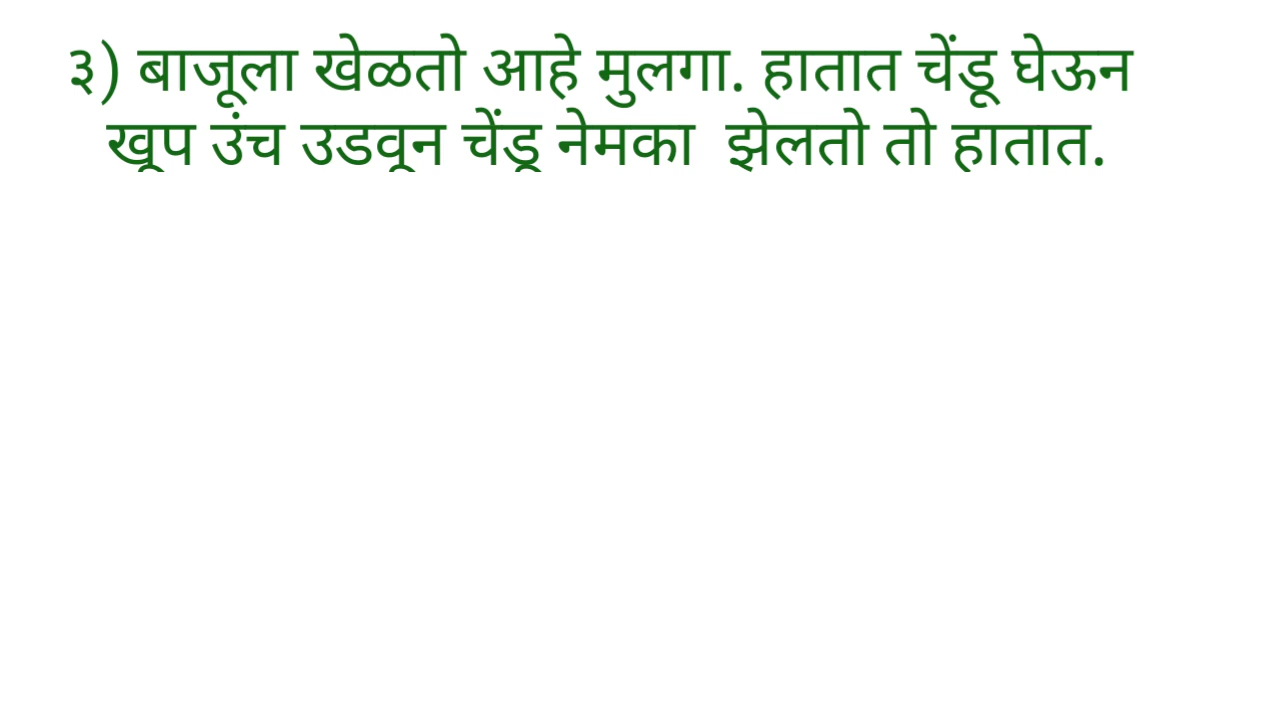 ३) बाजूला खेळतो आहे मुलगा. हातात चेंडू घेऊन
खूप उंच उडवून चेंडू नेमका  झेलतो तो हातात.